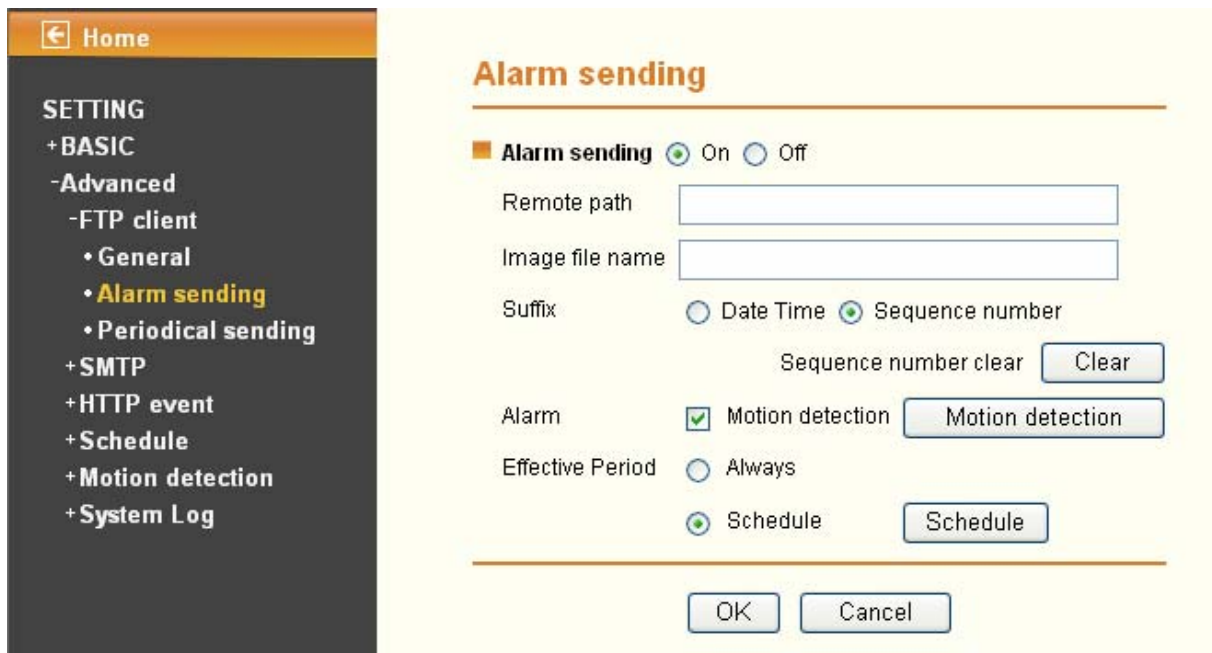 Home
SETTING
+BASIC
-Advanced
-FTP client
• General
• Alarm sending
• Periodical sending
+SMTP
+HTTP event
+Schedule
+Motion detection
+System Log
Alarm sending
Alarm sending On Off
Remote path
Image file name
Suffix Date Time Sequence number
Sequence number clear Clear
Alarm Motion detection Motion detection
Effective Period Always
Schedule Schedule
OK Cancel